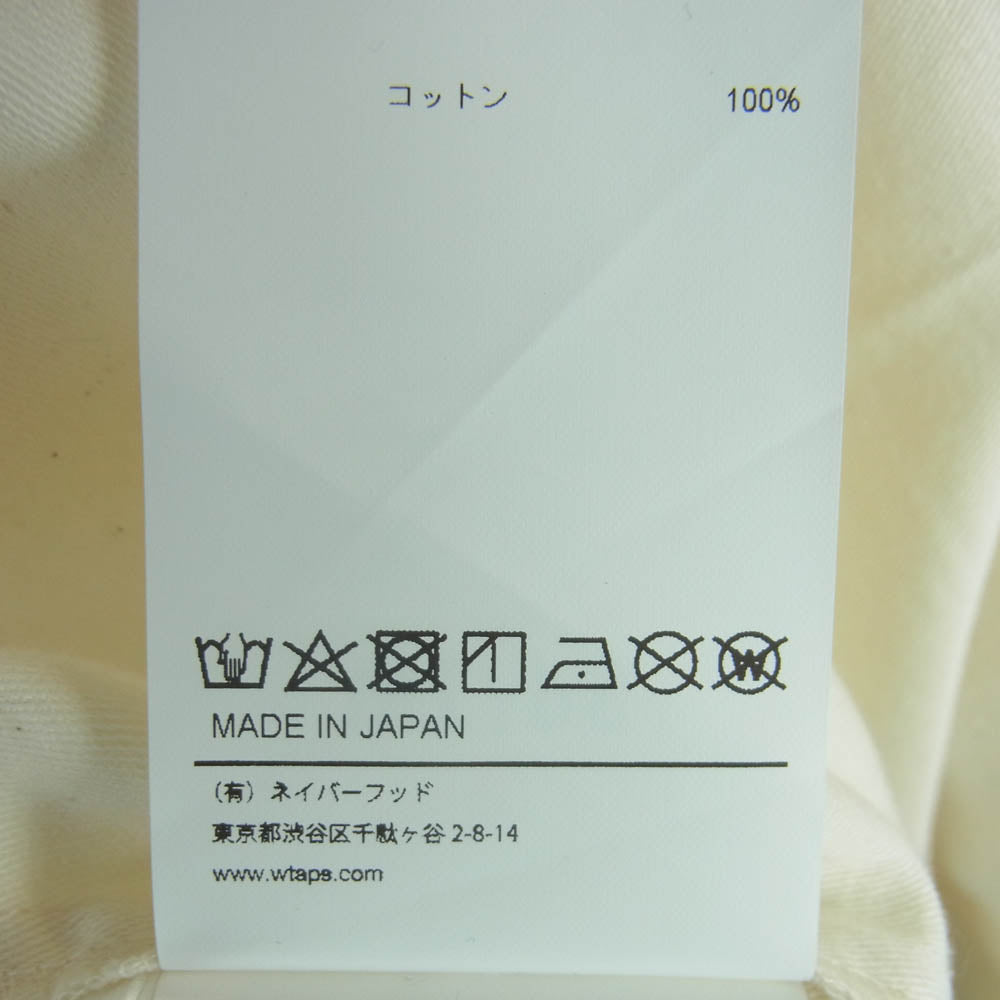 コットン 100%
W
MADE IN JAPAN
（有）ネイバーフッド
東京都渋谷区千駄ヶ谷 2-8-14
www.wtaps.com